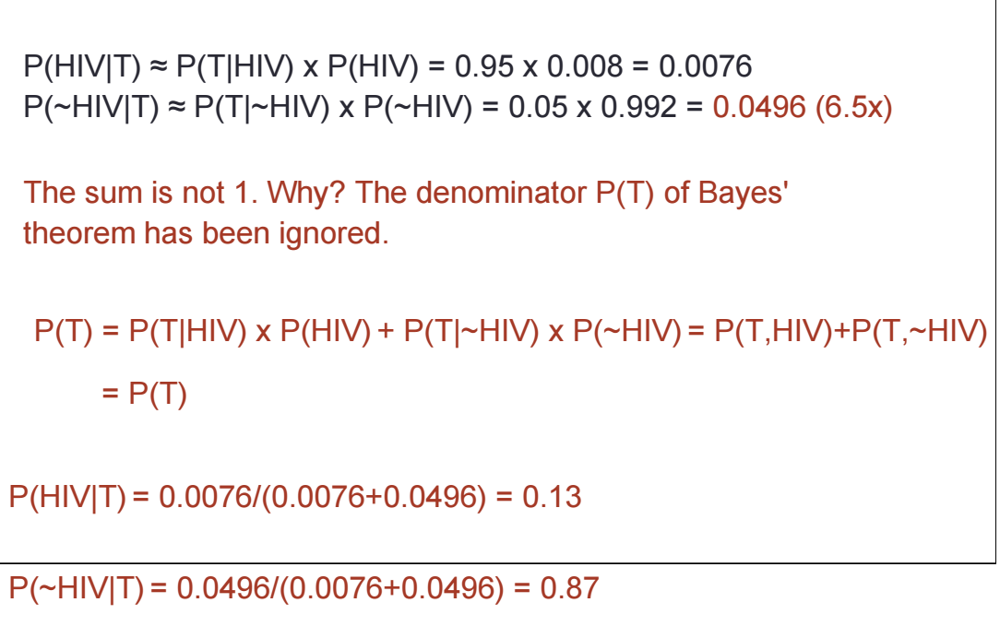 P(HIV|T) ≈ P(T|HIV) x P(HIV) = 0.95 x 0.008 = 0.0076
P(~HIV|T) ≈ P(T|~HIV) x P(~HIV) = 0.05 x 0.992 = 0.0496 (6.5x)
The sum is not 1. Why? The denominator P(T) of Bayes'
theorem has been ignored.
P(T) = P(T|HIV) x P(HIV) + P(T|~HIV) x P(~HIV) = P(T,HIV)+P(T,~HIV)
= P(T)
P(HIV|T) = 0.0076/(0.0076+0.0496) = 0.13
P(~HIV|T) = 0.0496/(0.0076+0.0496) = 0.87